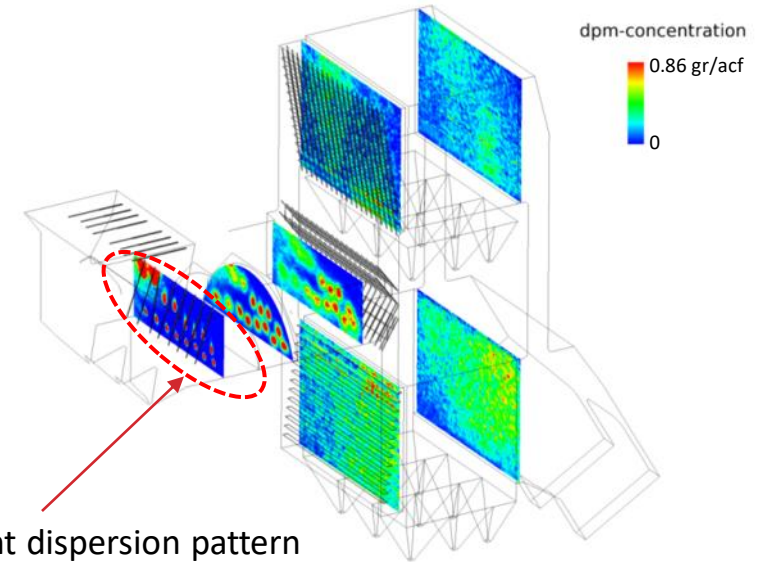 dpm-concentration
0.86 gr/acf
0
dispersion pattern